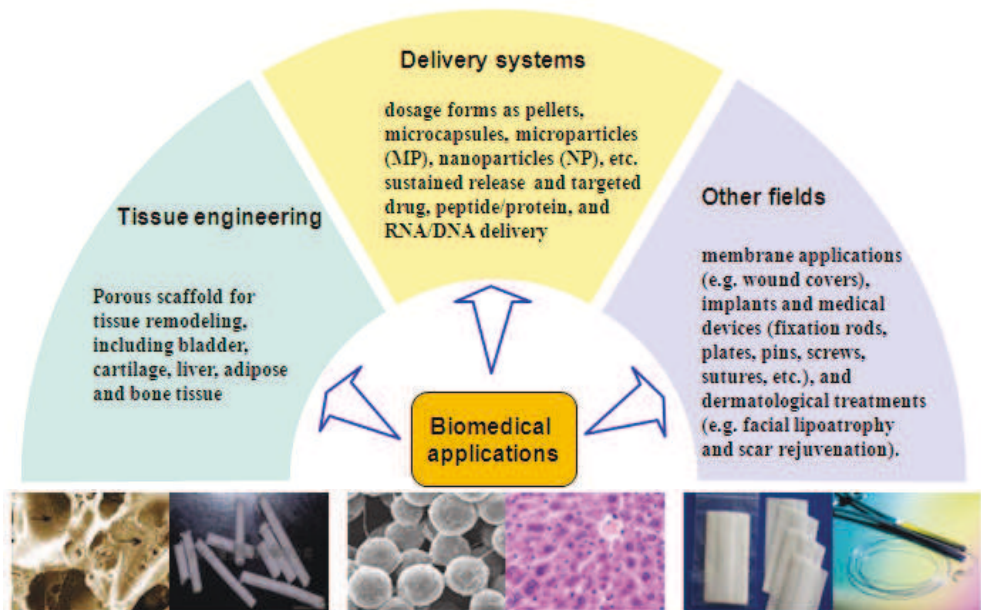 Delivery systems
dosage forms as pellets,
microcapsules, microparticles
(MP), nanoparticles (NP), etc.
sustained release and targeted
drug, peptide/protein, and
RNA/DNA delivery
Tissue engineering
Porous scaffold for
tissue remodeling,
including bladder,
cartilage, liver, adipose
and bone tissue
Other fields
membrane applications
(e.g. wound covers),
implants and medical
devices (fixation rods,
plates, pins, screws,
sutures, etc.), and
dermatological treatments
(e.g. facial lipoatrophy
and scar rejuvenation).
Biomedical
applications